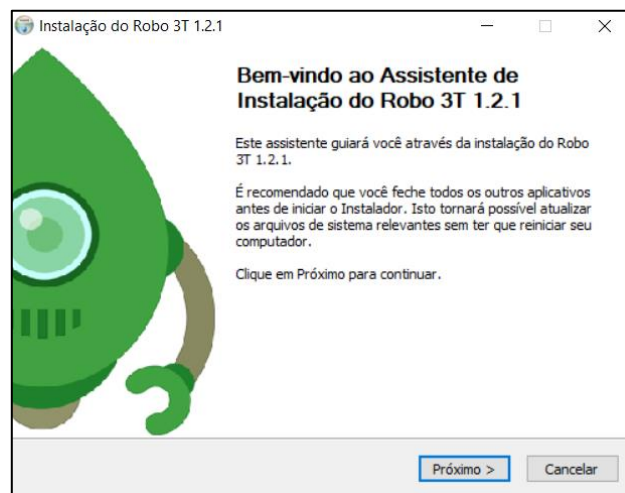 Instalação do Robo 3T 1.2.1
Bem-vindo ao Assistente de
Instalação do Robo 3T 1.2.1
Este assistente guiará você através da instalação do Robo
3T 1.2.1.
É recomendado que você feche todos os outros aplicativos
antes de iniciar o Instalador. Isto tornará possível atualizar
os arquivos de sistema relevantes sem ter que reiniciar seu
computador.
Clique em Próximo para continuar.
Próximo >
Cancelar